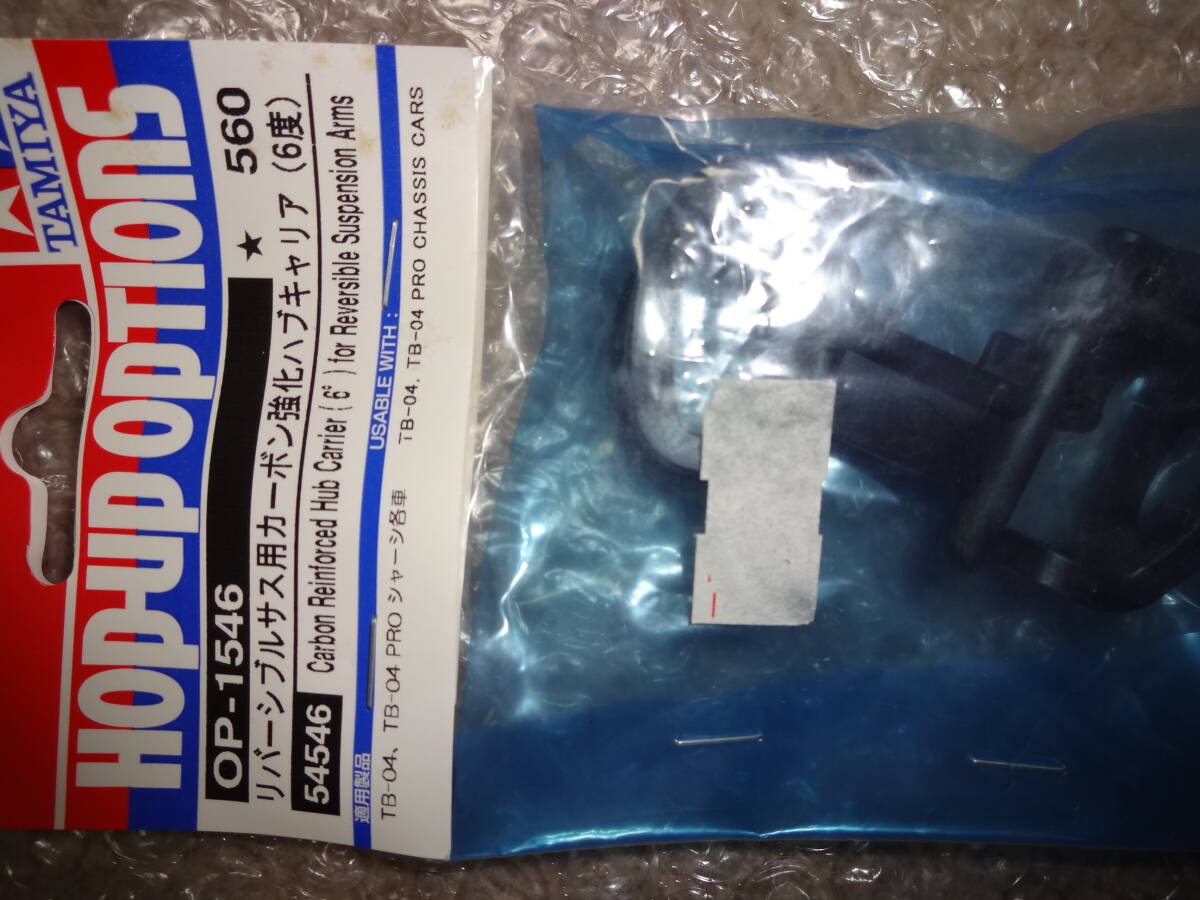 TAMIYA
HOP-UP OPTIONS
OP-1546 ★ 560
リバーシブルサス用カーボン強化ハブキャリア（6度）
54546 Carbon Reinforced Hub Carrier ( 6° ) for Reversible Suspension Arms
適用製品 USABLE WITH :
TB-04、TB-04 PRO シャーシ各車 TB-04, TB-04 PRO CHASSIS CARS